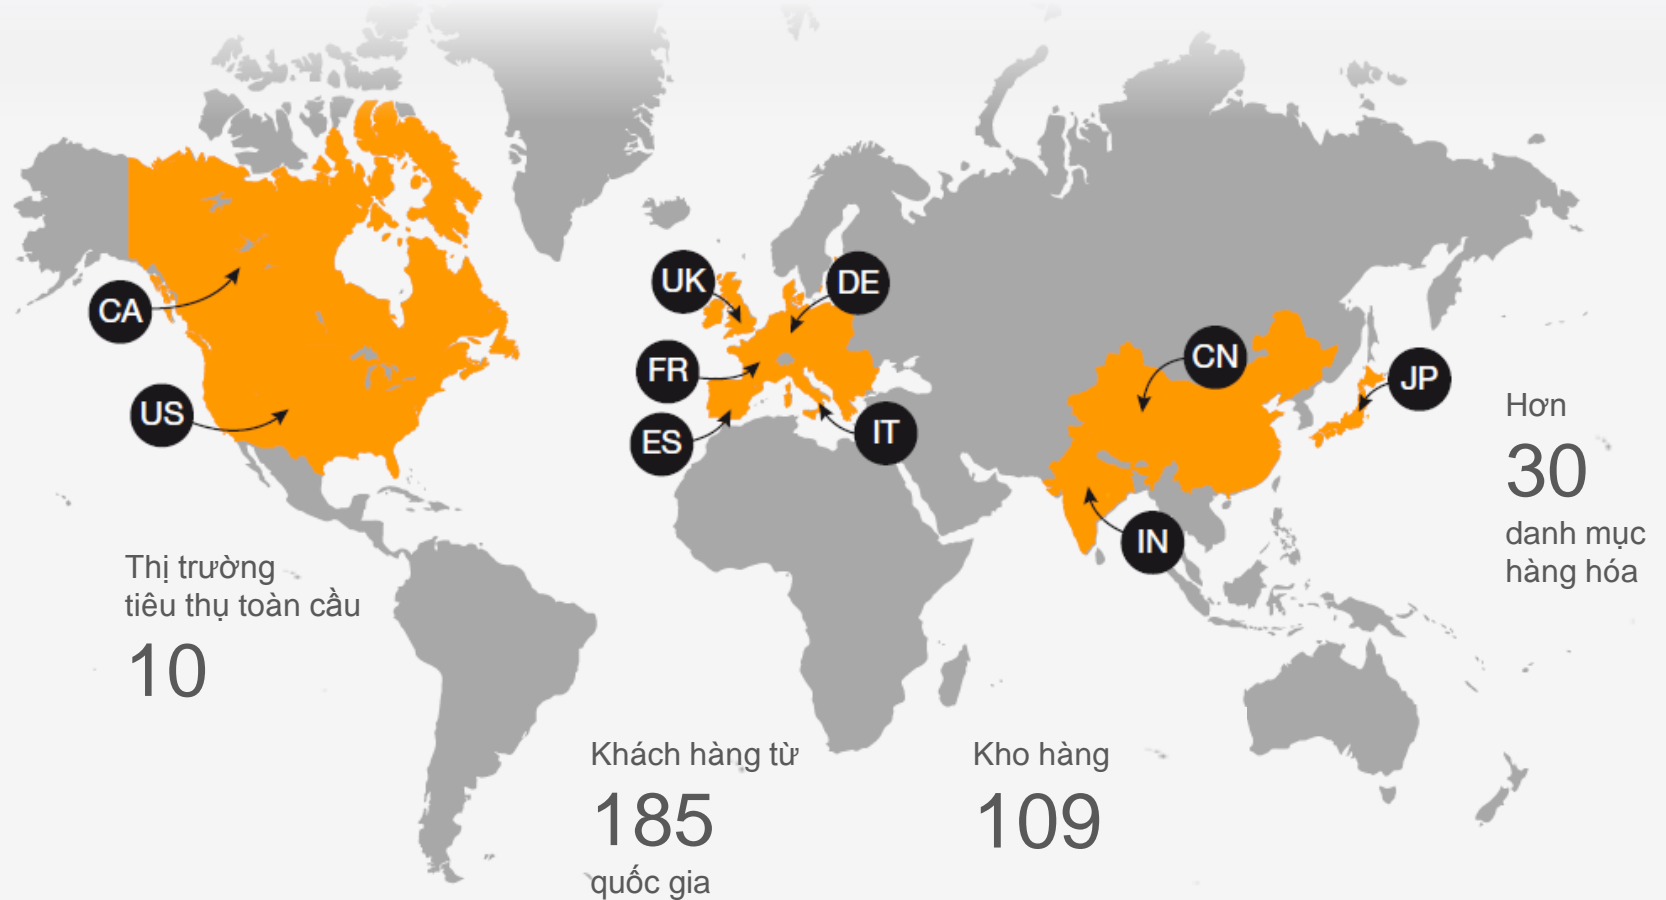 CA
US
UK
DE
FR
ES
IT
CN
JP
IN
Thị trường
tiêu thụ toàn cầu
10
Khách hàng từ
185
quốc gia
Kho hàng
109
Hơn
30
danh mục
hàng hóa